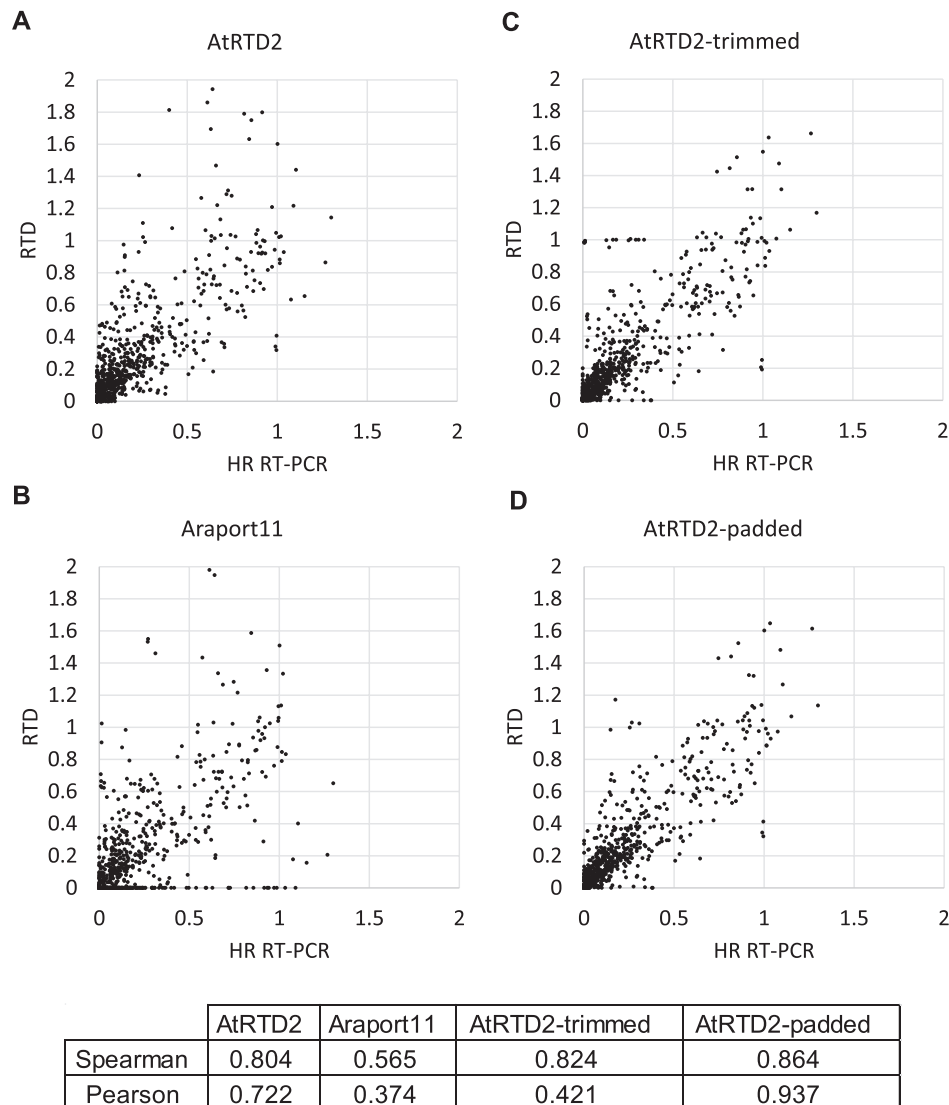 A
AtRTD2
2
1.8
1.6
1.4
1.2
1
0.8
0.6
0.4
0.2
0
RTD
0 0.5 1 1.5 2
HR RT-PCR
C
AtRTD2-trimmed
2
1.8
1.6
1.4
1.2
1
0.8
0.6
0.4
0.2
0
RTD
0 0.5 1 1.5 2
HR RT-PCR
B
Araport11
2
1.8
1.6
1.4
1.2
1
0.8
0.6
0.4
0.2
0
RTD
0 0.5 1 1.5 2
HR RT-PCR
D
AtRTD2-padded
2
1.8
1.6
1.4
1.2
1
0.8
0.6
0.4
0.2
0
RTD
0 0.5 1 1.5 2
HR RT-PCR
AtRTD2 Araport11 AtRTD2-trimmed AtRTD2-padded
Spearman 0.804 0.565 0.824 0.864
Pearson 0.722 0.374 0.421 0.937